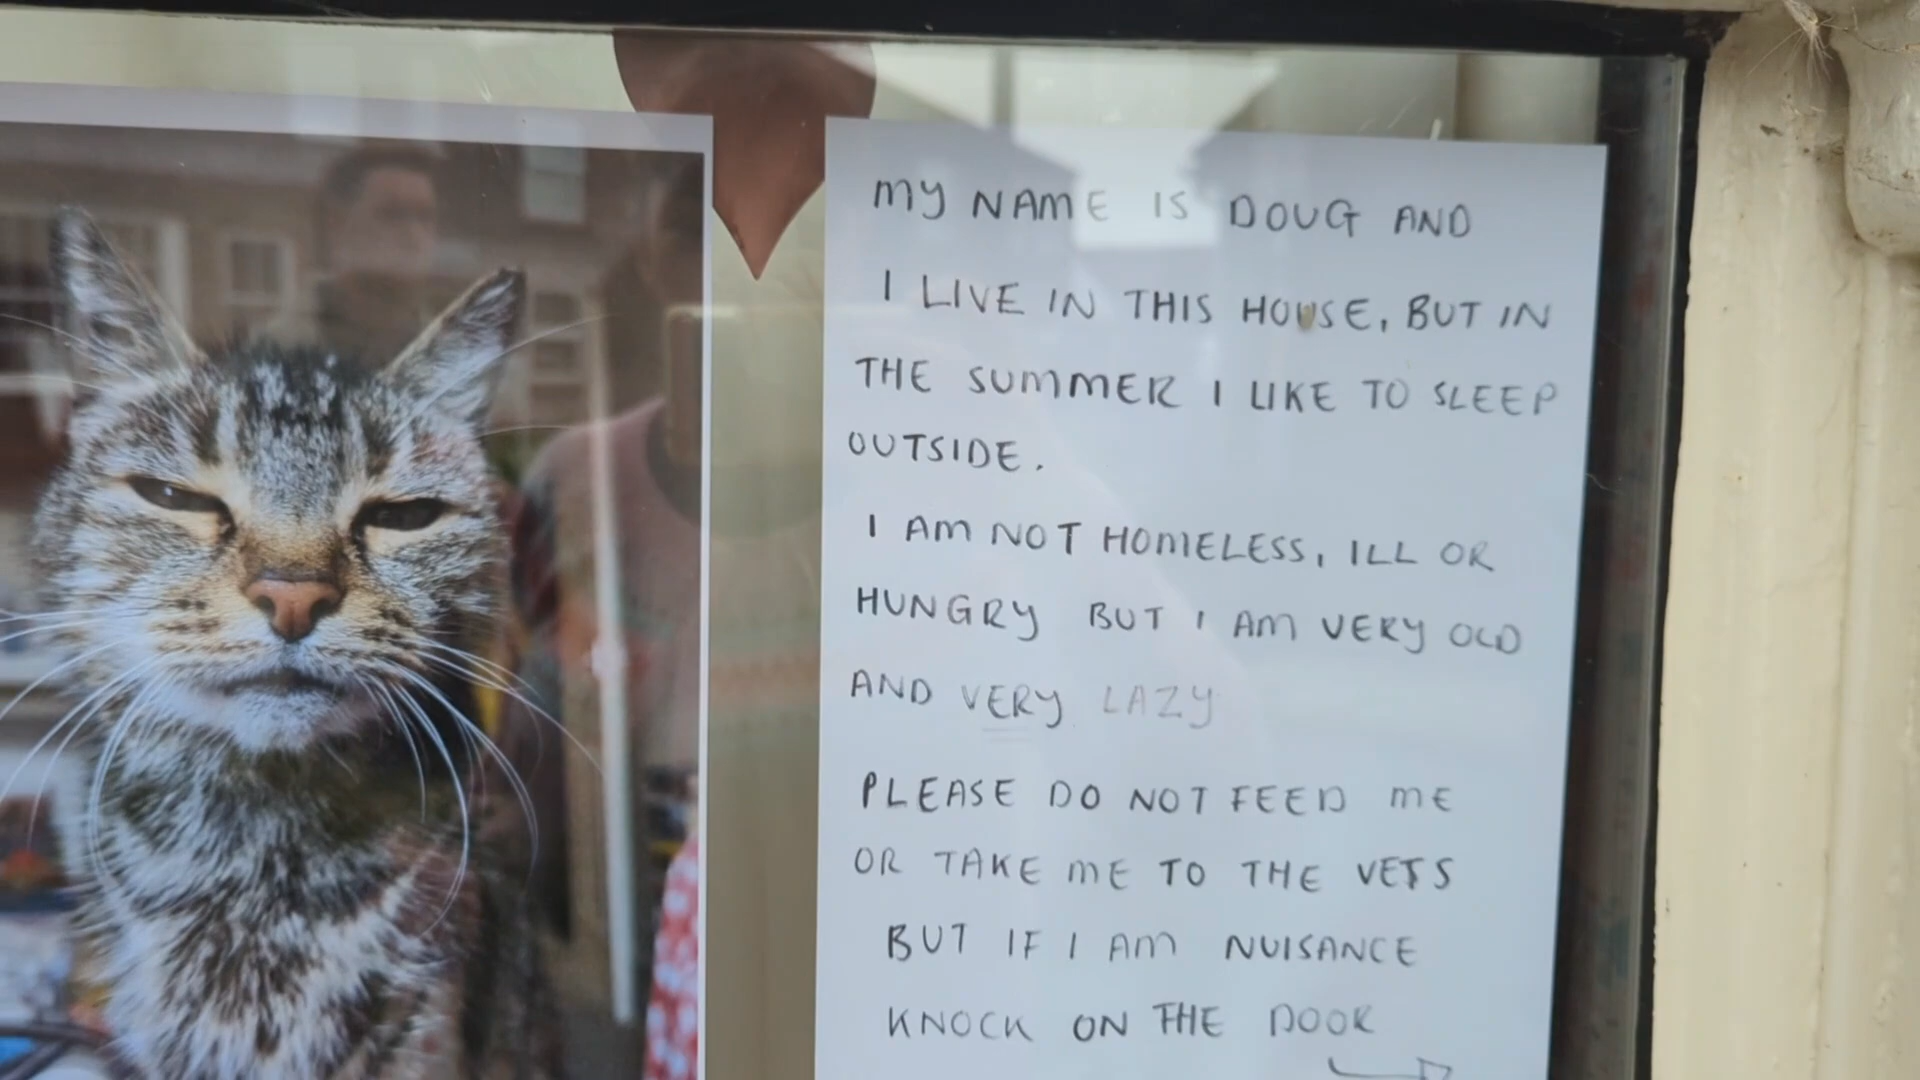 MY NAME IS DOUG AND
I LIVE IN THIS HOUSE, BUT IN
THE SUMMER I LIKE TO SLEEP
OUTSIDE.
I AM NOT HOMELESS, ILL OR
HUNGRY BUT I AM VERY OLD
AND VERY LAZY
PLEASE DO NOT FEED ME
OR TAKE ME TO THE VETS
BUT IF I AM NUISANCE
KNOCK ON THE DOOR